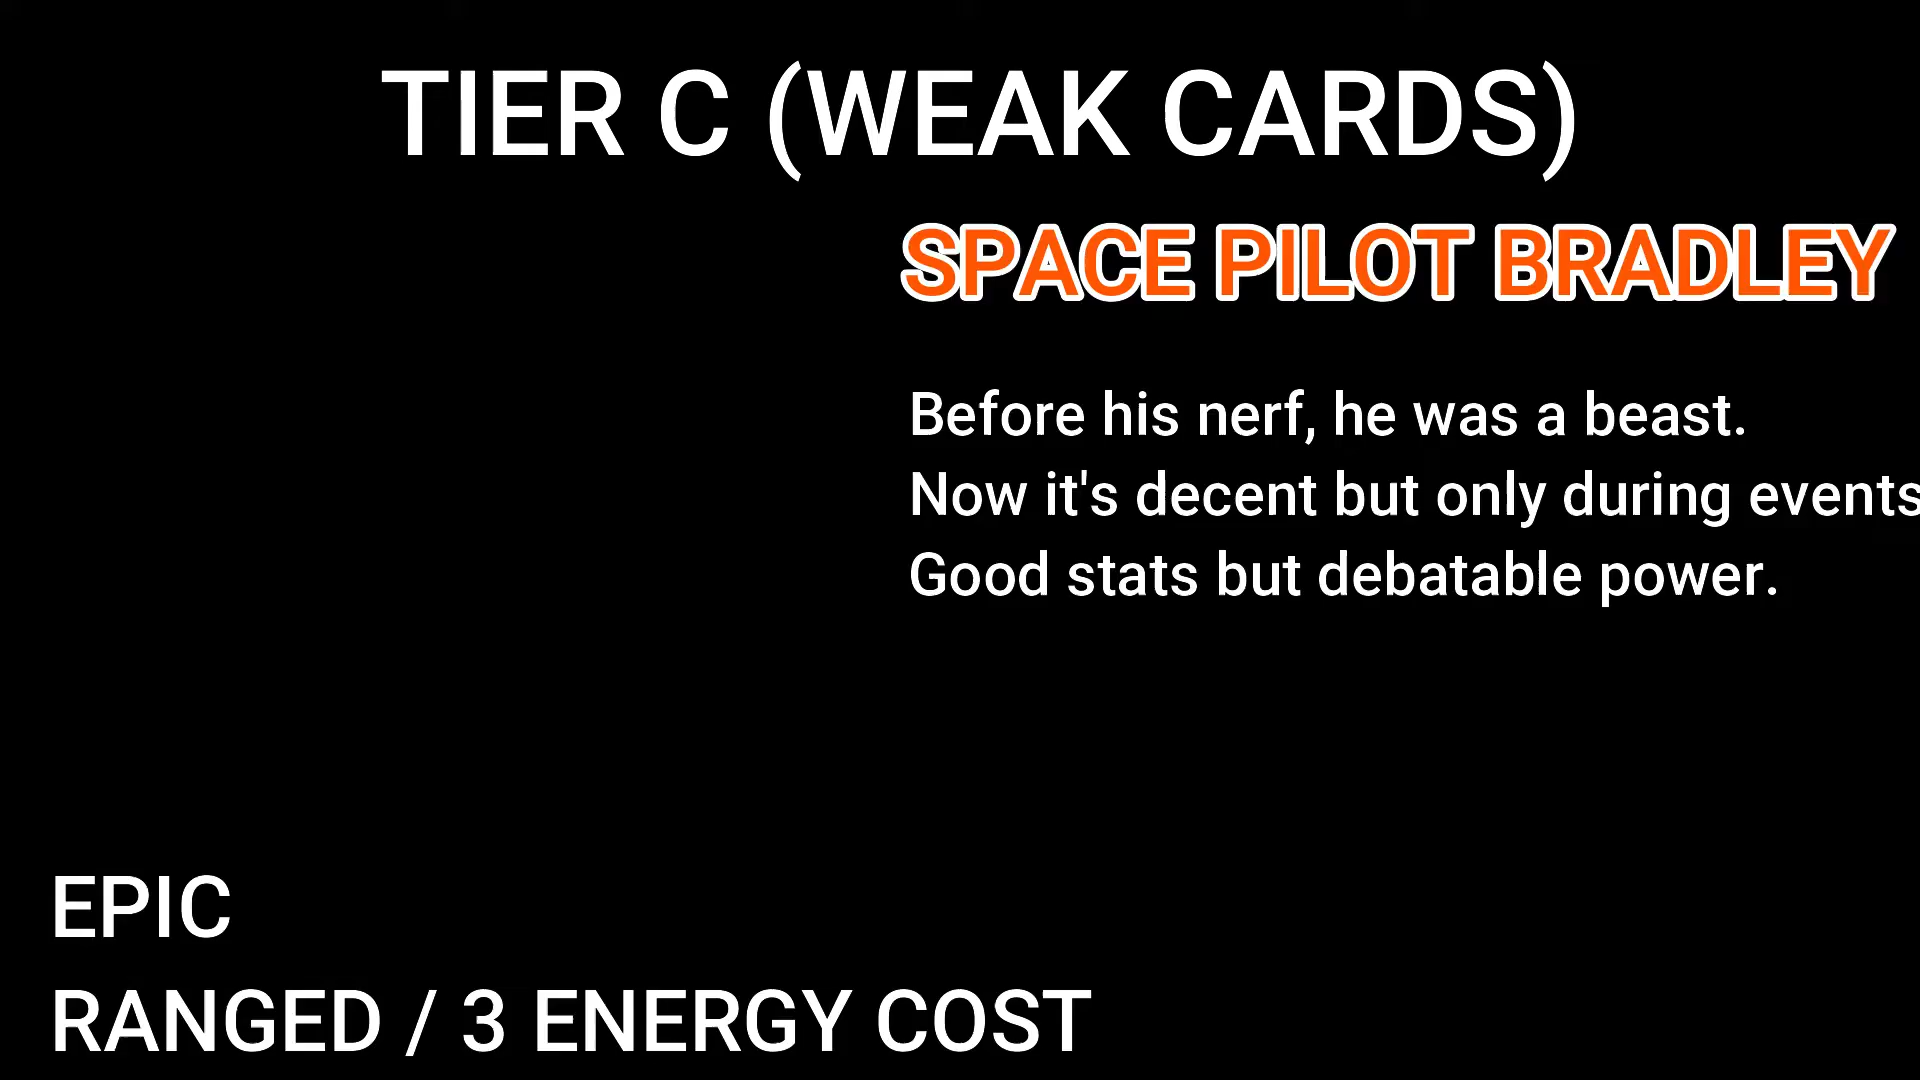 TIER C (WEAK CARDS)
SPACE PILOT BRADLEY
Before his nerf, he was a beast.
Now it's decent but only during events
Good stats but debatable power.
EPIC
RANGED / 3 ENERGY COST